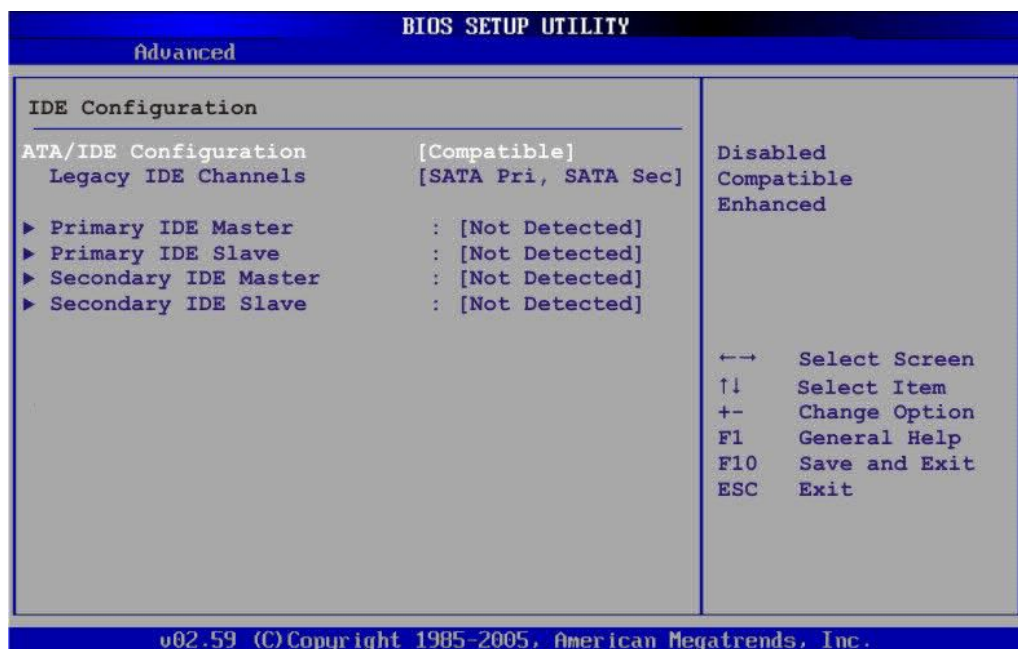 BIOS SETUP UTILITY
Advanced
IDE Configuration
ATA/IDE Configuration [Compatible]
Legacy IDE Channels [SATA Pri, SATA Sec]
► Primary IDE Master : [Not Detected]
► Primary IDE Slave : [Not Detected]
► Secondary IDE Master : [Not Detected]
► Secondary IDE Slave : [Not Detected]
Disabled
Compatible
Enhanced
←→ Select Screen
↑↓ Select Item
+- Change Option
F1 General Help
F10 Save and Exit
ESC Exit
v02.59 (C)Copyright 1985-2005, American Megatrends, Inc.